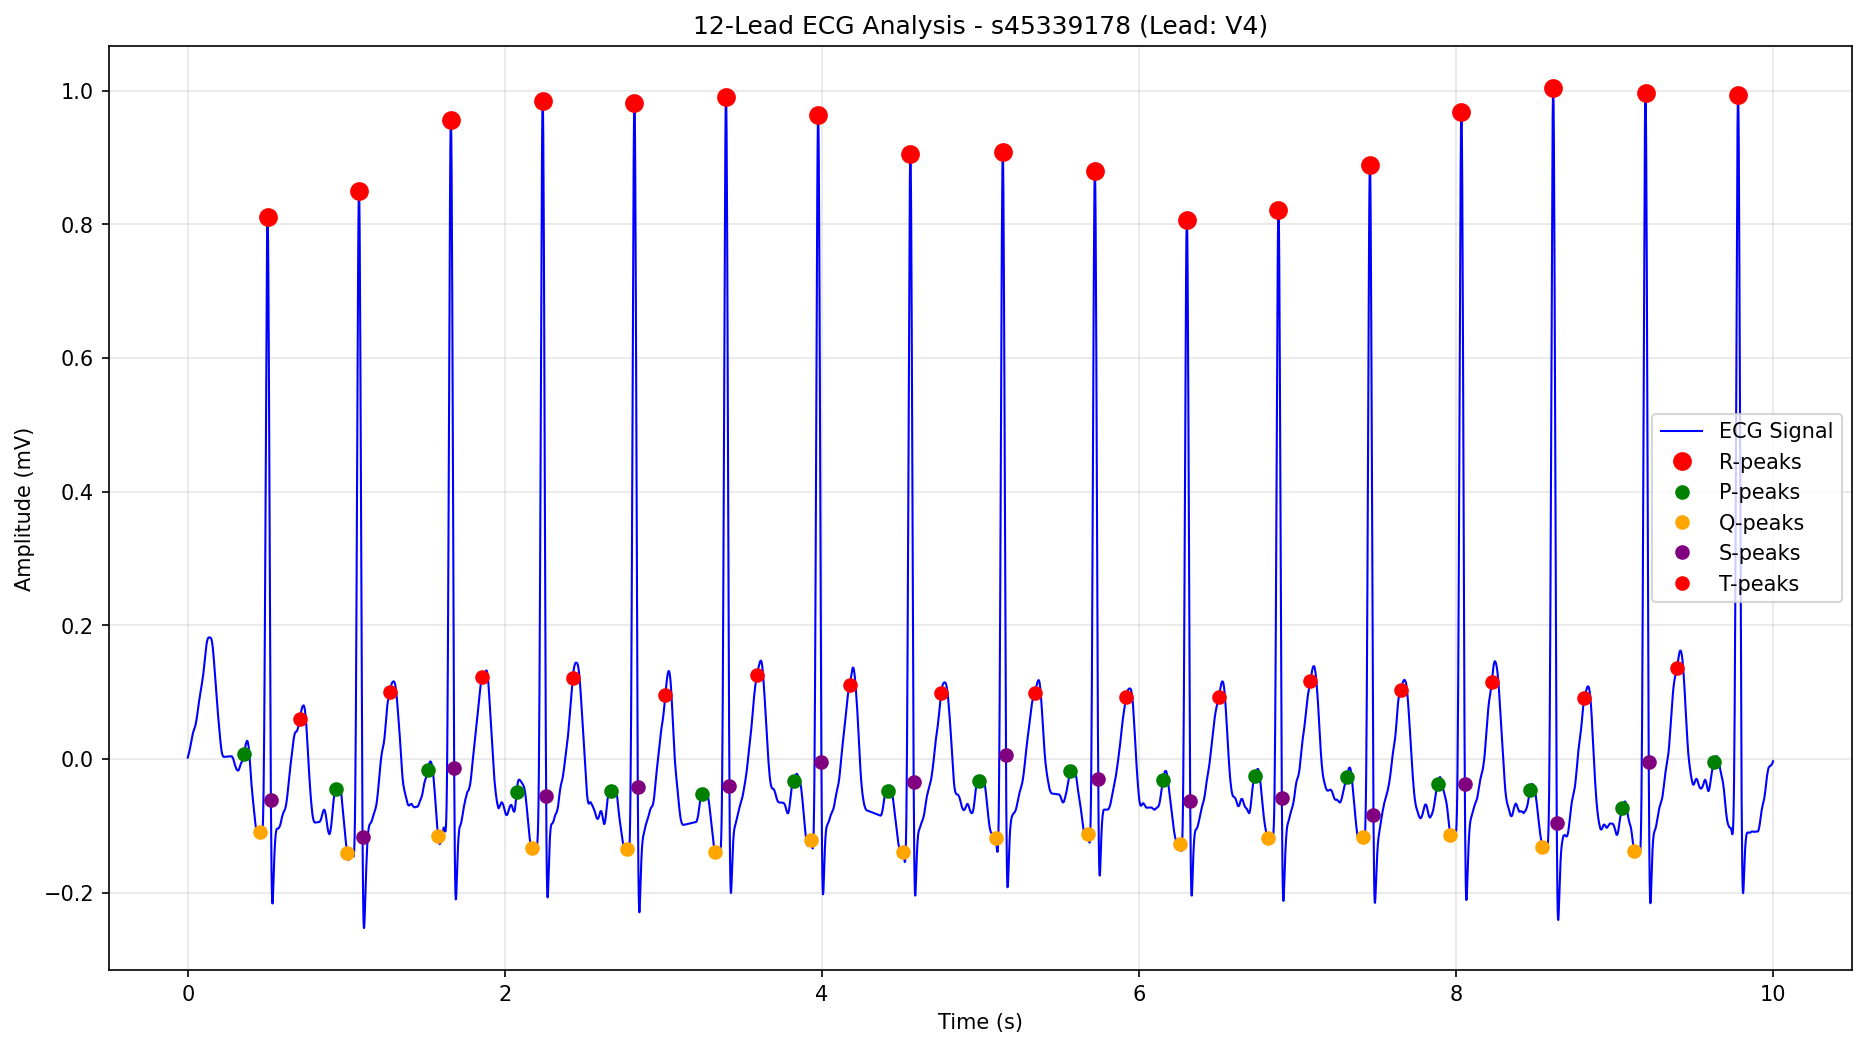 12-Lead ECG Analysis - s45339178 (Lead: V4)
Amplitude (mV)
1.0
0.8
0.6
0.4
0.2
0.0
−0.2
ECG Signal
R-peaks
P-peaks
Q-peaks
S-peaks
T-peaks
0 2 4 6 8 10
Time (s)